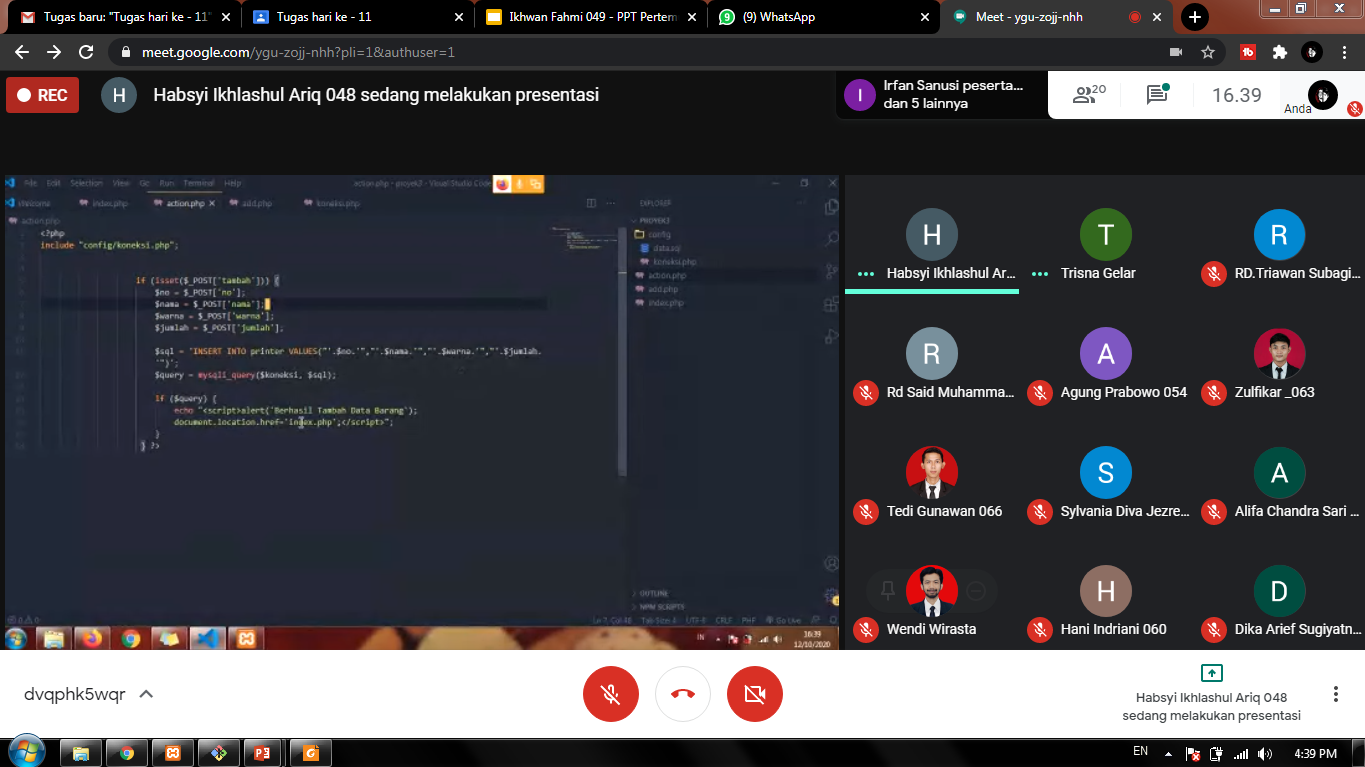 Tugas baru: "Tugas hari ke - 11"
Tugas hari ke - 11
Ikhwan Fahmi 049 - PPT Pertem
(9) WhatsApp
Meet - ygu-zojj-nhh
meet.google.com/ygu-zojj-nhh?pli=1&authuser=1
REC
H
Habsyi Ikhlashul Ariq 048 sedang melakukan presentasi
I
Irfan Sanusi peserta...
dan 5 lainnya
20
16.39
Anda
File Edit Selection View Go Run Terminal Help
action.php - proyek3 - Visual Studio Code
Welcome
index.php
action.php
add.php
koneksi.php
EXPLORER
action.php
PROYEK3
config
data.sql
koneksi.php
action.php
add.php
index.php
<?php
include "config/koneksi.php";
if (isset($_POST['tambah'])) {
$no = $_POST['no'];
$nama = $_POST['nama'];
$warna = $_POST['warna'];
$jumlah = $_POST['jumlah'];
$sql = 'INSERT INTO printer VALUES("'.$no.'","'.$nama.'","'.$warna.'","'.$jumlah.
'")';
$query = mysqli_query($koneksi, $sql);
if ($query) {
echo "<script>alert('Berhasil Tambah Data Barang');
document.location.href='index.php';</script>";
}
} ?>
OUTLINE
NPM SCRIPTS
Ln 7, Col 48 Tab Size: 4 UTF-8 CRLF PHP Go Live
IN
16:39
12/10/2020
H
Habsyi Ikhlashul Ar...
T
Trisna Gelar
R
RD.Triawan Subagi...
R
Rd Said Muhamma...
A
Agung Prabowo 054
Zulfikar _063
Tedi Gunawan 066
S
Sylvania Diva Jezre...
A
Alifa Chandra Sari ...
Wendi Wirasta
H
Hani Indriani 060
D
Dika Arief Sugiyatn...
dvqphk5wqr
Habsyi Ikhlashul Ariq 048
sedang melakukan presentasi
EN
4:39 PM